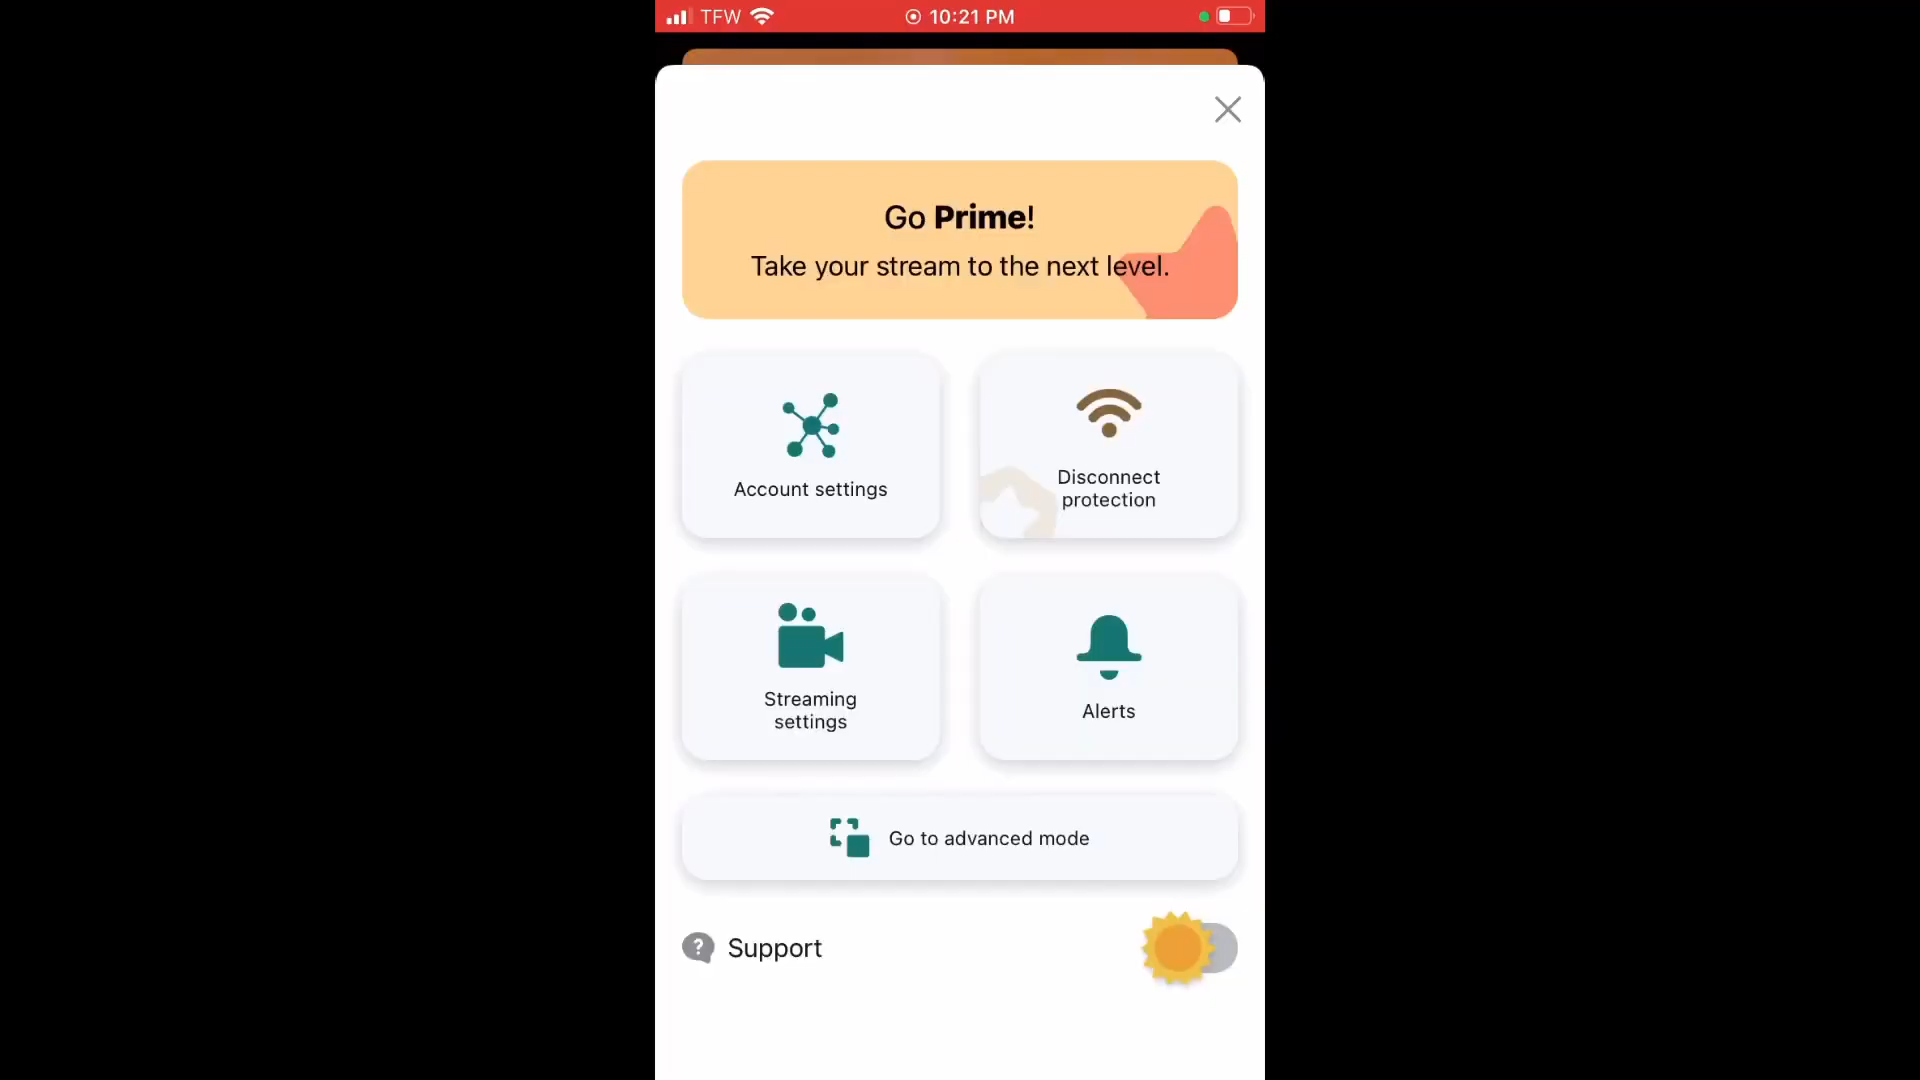 TFW
10:21 PM
Go Prime!
Take your stream to the next level.
Account settings
Disconnect
protection
Streaming
settings
Alerts
Go to advanced mode
? Support